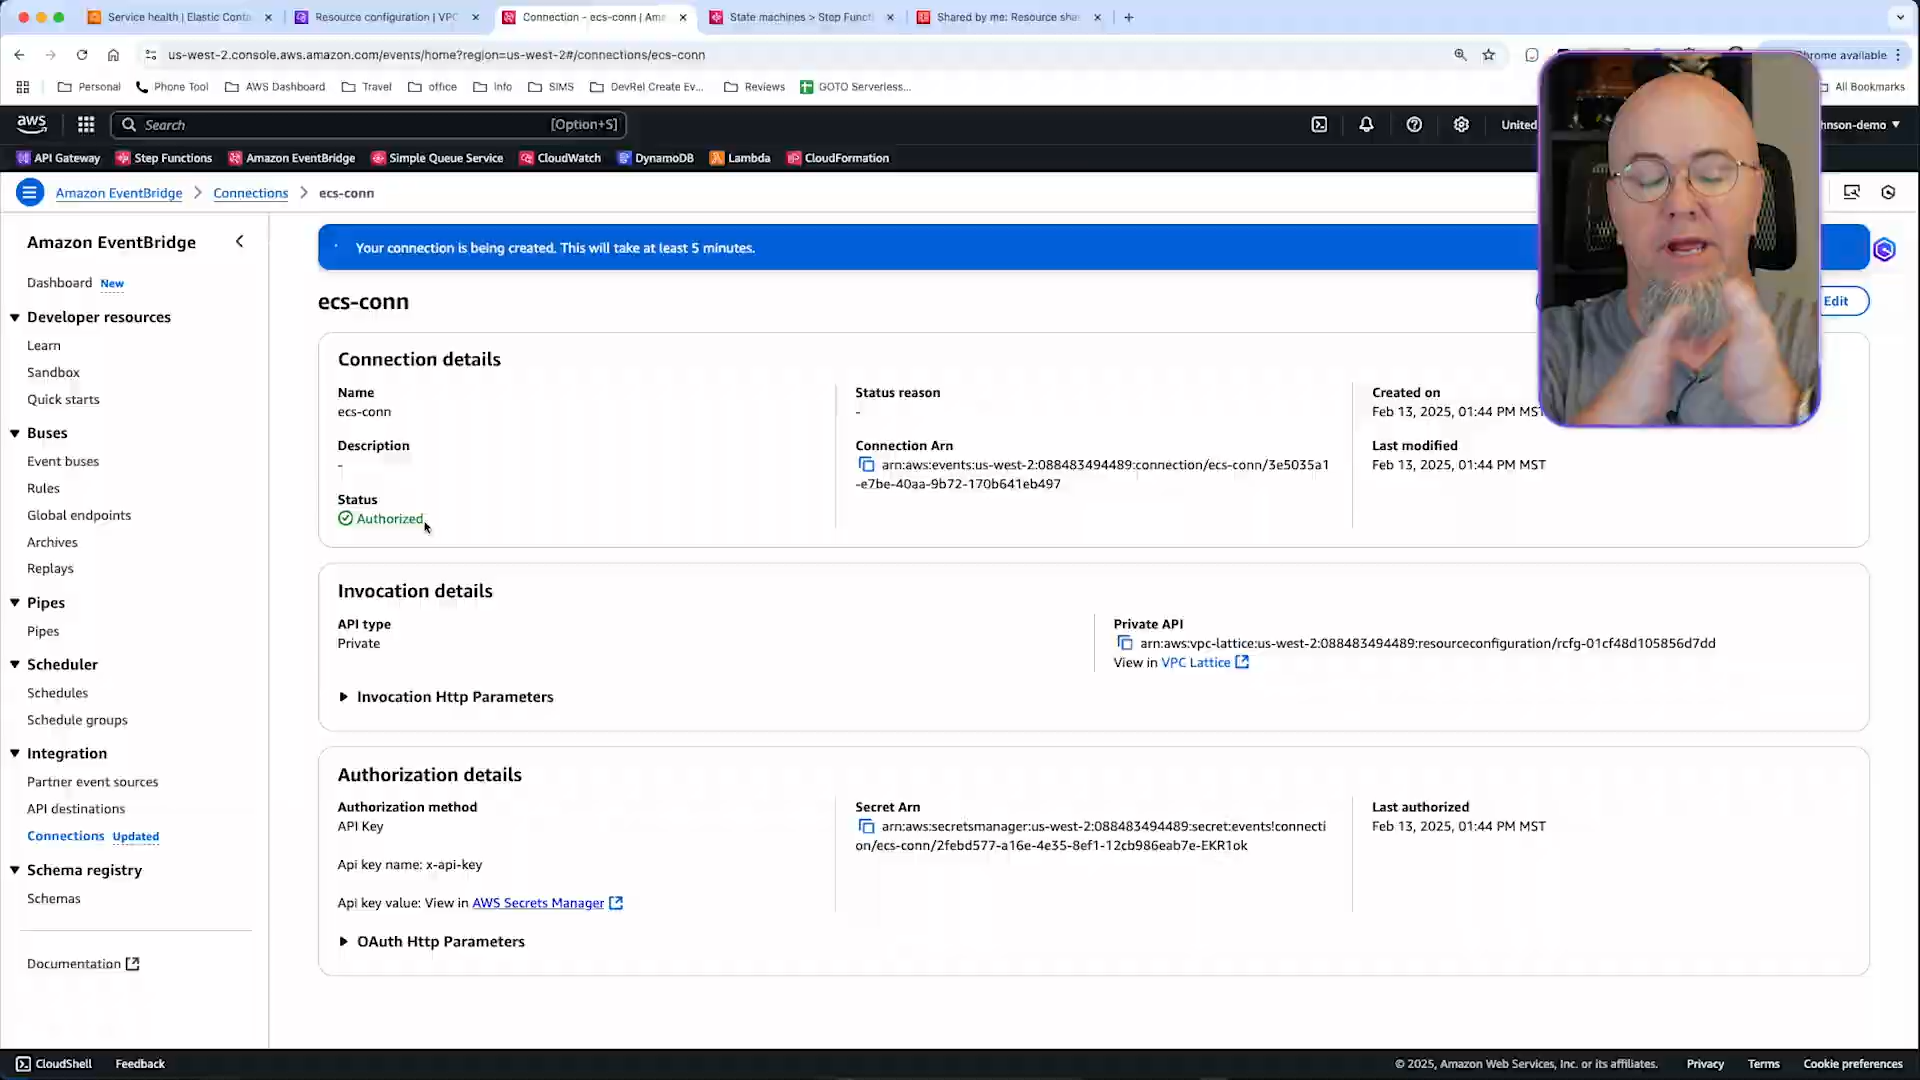 Service health | Elastic Conta
Resource configuration | VPC
Connection - ecs-conn | Ama
State machines > Step Functi
Shared by me: Resource sha
us-west-2.console.aws.amazon.com/events/home?region=us-west-2#/connections/ecs-conn
hrome available
Personal
Phone Tool
AWS Dashboard
Travel
office
Info
SIMS
DevRel Create Ev...
Reviews
GOTO Serverless...
All Bookmarks
aws
Search
[Option+S]
United
hnson-demo
API Gateway
Step Functions
Amazon EventBridge
Simple Queue Service
CloudWatch
DynamoDB
Lambda
CloudFormation
Amazon EventBridge
Connections
ecs-conn
Amazon EventBridge
Dashboard New
Developer resources
Learn
Sandbox
Quick starts
Buses
Event buses
Rules
Global endpoints
Archives
Replays
Pipes
Pipes
Scheduler
Schedules
Schedule groups
Integration
Partner event sources
API destinations
Connections Updated
Schema registry
Schemas
Documentation
Your connection is being created. This will take at least 5 minutes.
ecs-conn
Edit
Connection details
Name
ecs-conn
Description
-
Status
Authorized
Status reason
-
Connection Arn
arn:aws:events:us-west-2:088483494489:connection/ecs-conn/3e5035a1
-e7be-40aa-9b72-170b641eb497
Created on
Feb 13, 2025, 01:44 PM MST
Last modified
Feb 13, 2025, 01:44 PM MST
Invocation details
API type
Private
Private API
arn:aws:vpc-lattice:us-west-2:088483494489:resourceconfiguration/rcfg-01cf48d105856d7dd
View in VPC Lattice
Invocation Http Parameters
Authorization details
Authorization method
API Key
Api key name: x-api-key
Api key value: View in AWS Secrets Manager
Secret Arn
arn:aws:secretsmanager:us-west-2:088483494489:secret:events!connecti
on/ecs-conn/2febd577-a16e-4e35-8ef1-12cb986eab7e-EKR1ok
Last authorized
Feb 13, 2025, 01:44 PM MST
OAuth Http Parameters
CloudShell
Feedback
© 2025, Amazon Web Services, Inc. or its affiliates.
Privacy
Terms
Cookie preferences